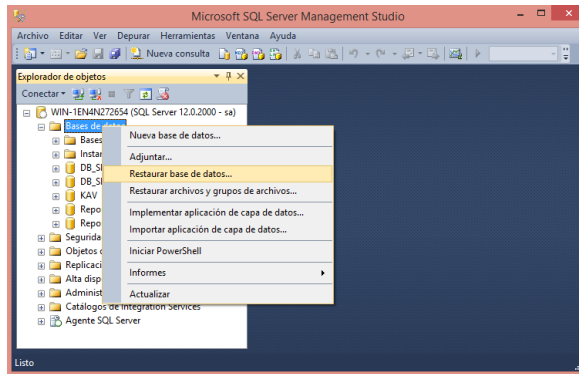 Microsoft SQL Server Management Studio
Archivo Editar Ver Depurar Herramientas Ventana Ayuda
Nueva consulta
Explorador de objetos
Conectar
WIN-1EN4N272654 (SQL Server 12.0.2000 - sa)
Bases de datos
Bases
Instan
DB_S
DB_S
KAV
Repo
Repo
Segurida
Objetos
Replicaci
Alta disp
Administ
Catálogos de Integration Services
Agente SQL Server
Nueva base de datos...
Adjuntar...
Restaurar base de datos...
Restaurar archivos y grupos de archivos...
Implementar aplicación de capa de datos...
Importar aplicación de capa de datos...
Iniciar PowerShell
Informes
Actualizar
Listo